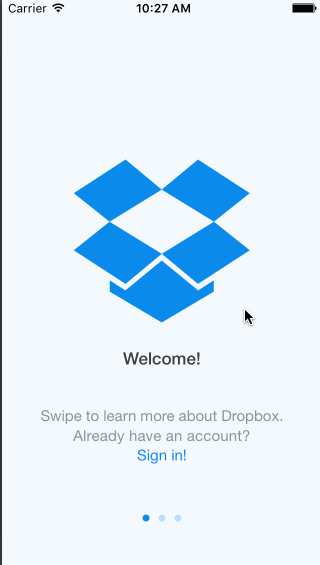 Carrier 10:27 AM
Welcome!
Swipe to learn more about Dropbox.
Already have an account?
Sign in!